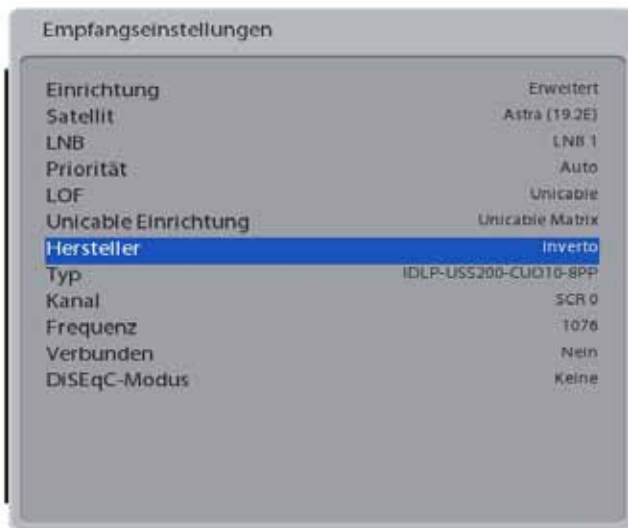 Empfangseinstellungen
Einrichtung Erweitert
Satellit Astra (19.2E)
LNB LNB 1
Priorität Auto
LOF Unicable
Unicable Einrichtung Unicable Matrix
Hersteller Inverto
Typ IDLP-USS200-CUO10-8PP
Kanal SCR 0
Frequenz 1076
Verbunden Nein
DiSEqC-Modus Keine